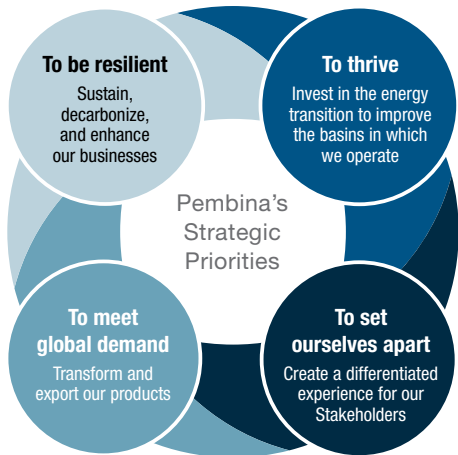 To be resilient
Sustain,
decarbonize,
and enhance
our businesses
To thrive
Invest in the energy
transition to improve
the basins in which
we operate
Pembina’s
Strategic
Priorities
To meet
global demand
Transform and
export our products
To set
ourselves apart
Create a differentiated
experience for our
Stakeholders